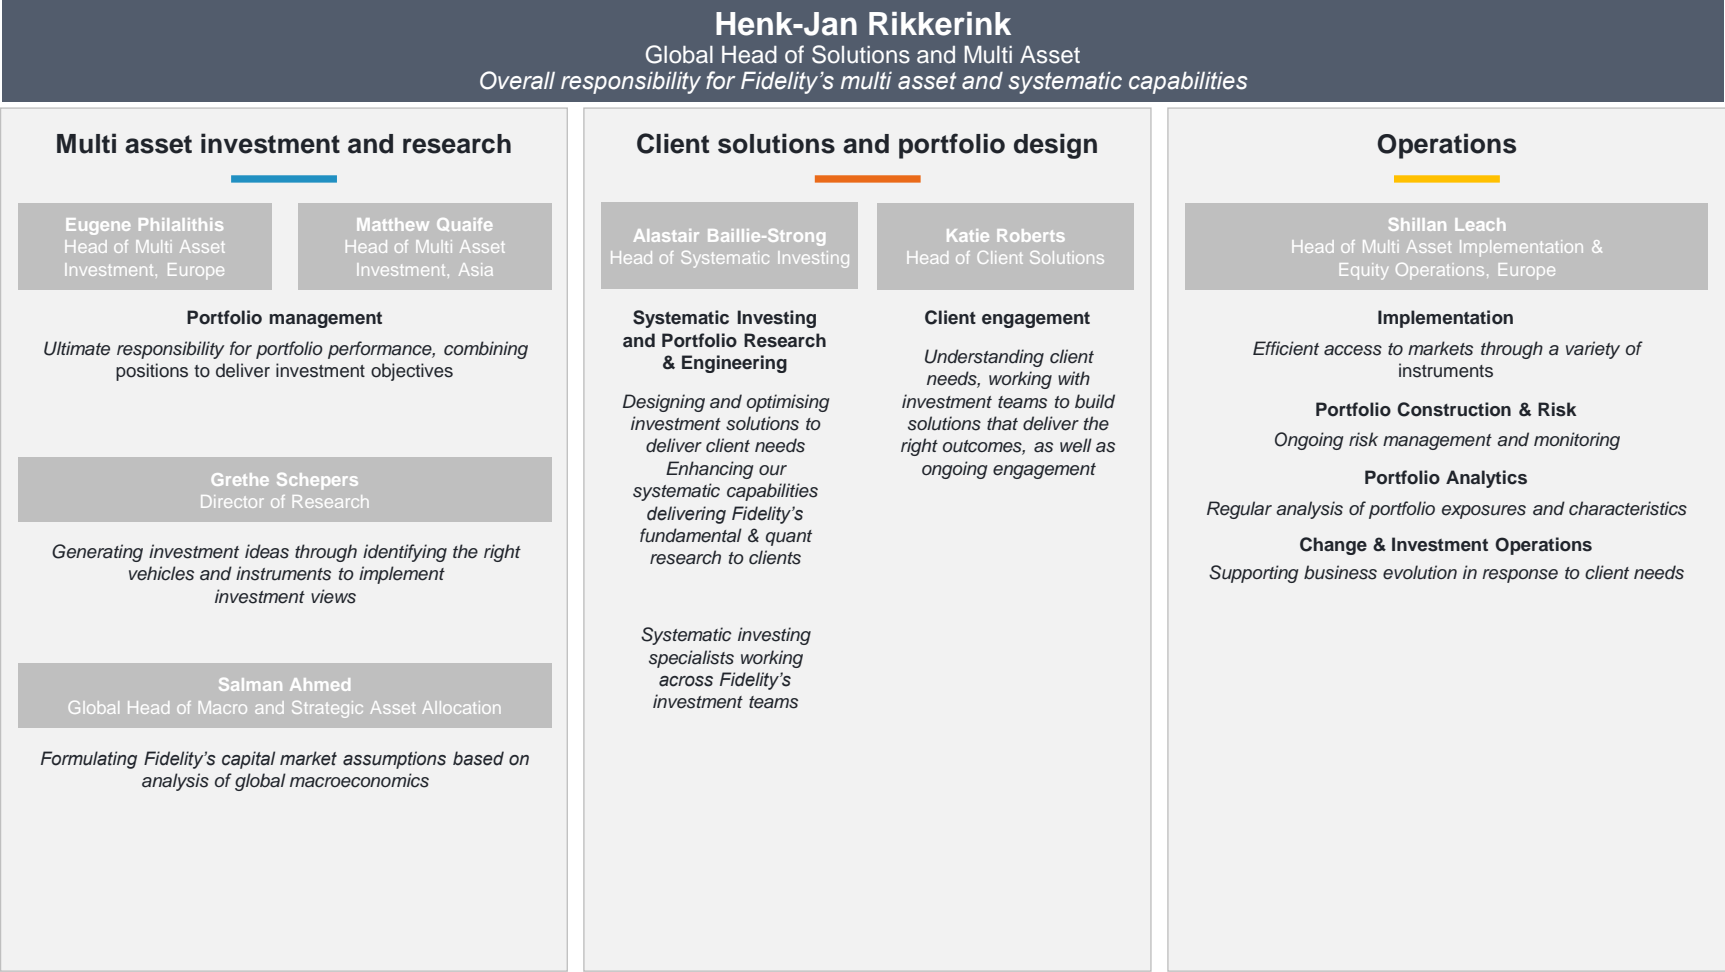 Henk-Jan Rikkerink
Global Head of Solutions and Multi Asset
Overall responsibility for Fidelity’s multi asset and systematic capabilities
Multi asset investment and research
Eugene Philalithis
Head of Multi Asset
Investment, Europe
Matthew Quaife
Head of Multi Asset
Investment, Asia
Portfolio management
Ultimate responsibility for portfolio performance, combining
positions to deliver investment objectives
Grethe Schepers
Director of Research
Generating investment ideas through identifying the right
vehicles and instruments to implement
investment views
Salman Ahmed
Global Head of Macro and Strategic Asset Allocation
Formulating Fidelity’s capital market assumptions based on
analysis of global macroeconomics
Client solutions and portfolio design
Alastair Baillie-Strong
Head of Systematic Investing
Systematic Investing
and Portfolio Research
& Engineering
Designing and optimising
investment solutions to
deliver client needs
Enhancing our
systematic capabilities
delivering Fidelity’s
fundamental & quant
research to clients
Systematic investing
specialists working
across Fidelity’s
investment teams
Katie Roberts
Head of Client Solutions
Client engagement
Understanding client
needs, working with
investment teams to build
solutions that deliver the
right outcomes, as well as
ongoing engagement
Operations
Shillan Leach
Head of Multi Asset Implementation &
Equity Operations, Europe
Implementation
Efficient access to markets through a variety of
instruments
Portfolio Construction & Risk
Ongoing risk management and monitoring
Portfolio Analytics
Regular analysis of portfolio exposures and characteristics
Change & Investment Operations
Supporting business evolution in response to client needs